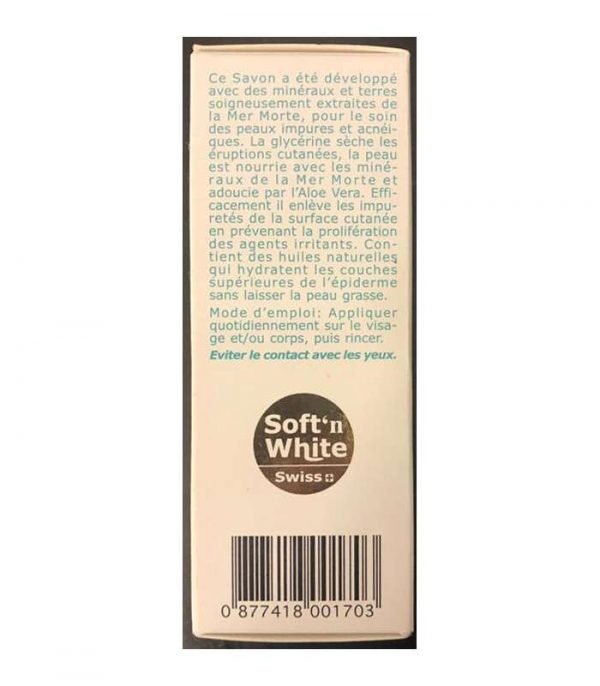 Ce Savon a été développé
avec des minéraux et terres
soigneusement extraites de
la Mer Morte, pour le soin
des peaux impures et acnéi-
ques. La glycérine sèche les
éruptions cutanées, la peau
est nourrie avec les miné-
raux de la Mer Morte et
adoucie par l'Aloe Vera. Effi-
cacement il enlève les impu-
retés de la surface cutanée
en prévenant la prolifération
des agents irritants. Con-
tient des huiles naturelles
qui hydratent les couches
supérieures de l'épiderme
sans laisser la peau grasse.
Mode d'emploi: Appliquer
quotidiennement sur le visa-
ge et/ou corps, puis rincer.
Eviter le contact avec les yeux.
Soft'n
White
Swiss
0 877418 001703